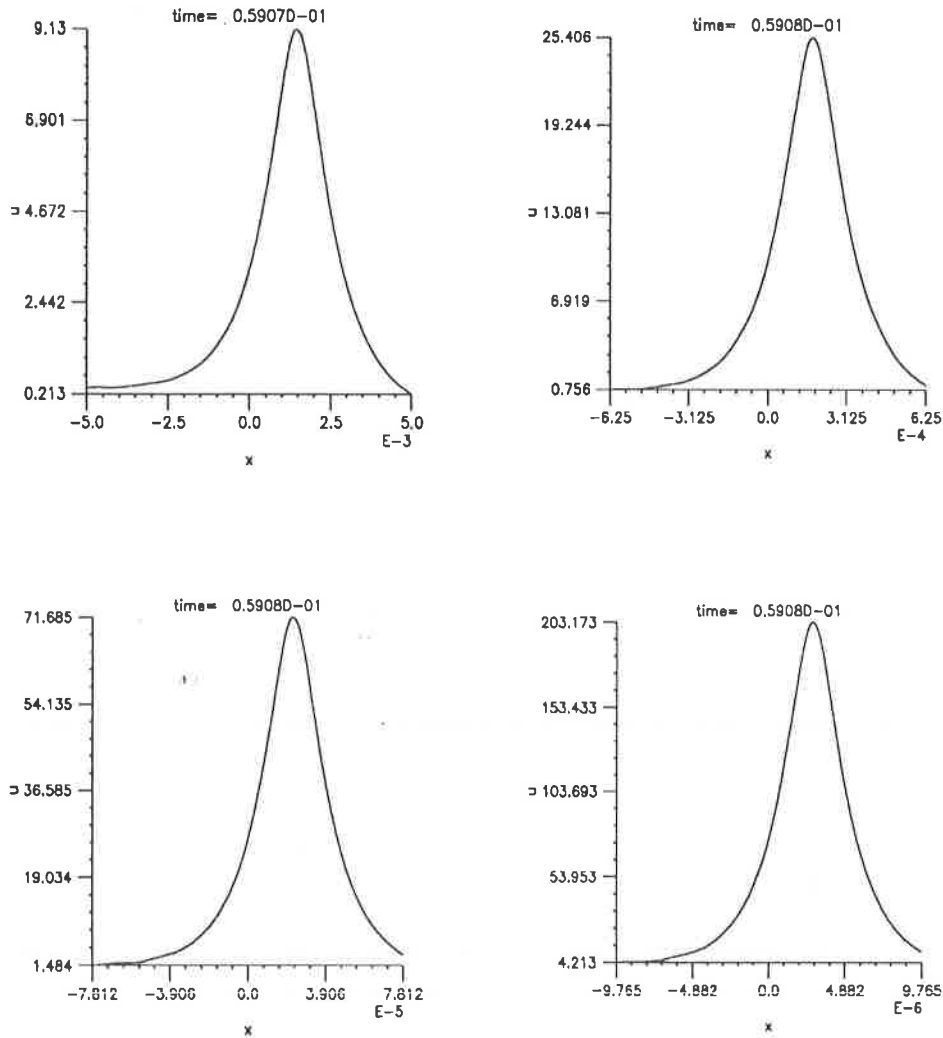 time= 0.5907D-01
9.13
6.901
u 4.672
2.442
0.213
-5.0 -2.5 0.0 2.5 5.0
E-3
x
time= 0.5908D-01
25.406
19.244
u 13.081
6.919
0.756
-6.25 -3.125 0.0 3.125 6.25
E-4
x
time= 0.5908D-01
71.685
54.135
u 36.585
19.034
1.484
-7.812 -3.906 0.0 3.906 7.812
E-5
x
time= 0.5908D-01
203.173
153.433
u 103.693
53.953
4.213
-9.765 -4.882 0.0 4.882 9.765
E-6
x